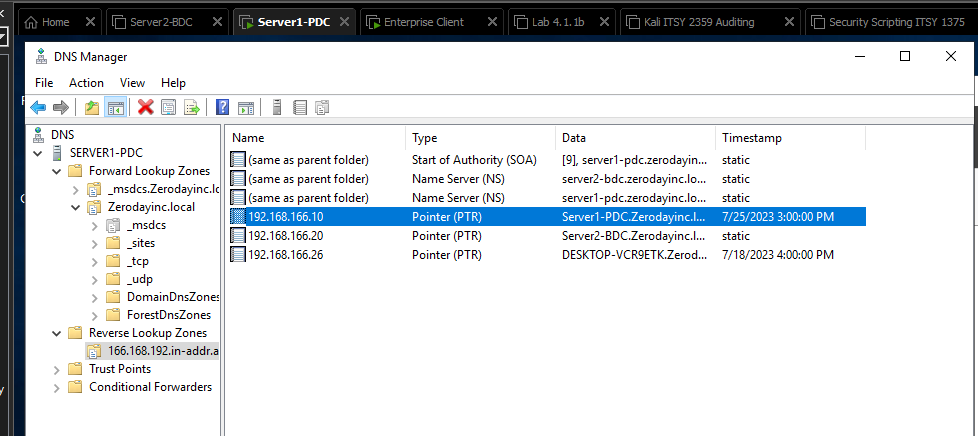 Home
Server2-BDC
Server1-PDC
Enterprise Client
Lab 4.1.1b
Kali ITSY 2359 Auditing
Security Scripting ITSY 1375
DNS Manager
File Action View Help
DNS
SERVER1-PDC
Forward Lookup Zones
_msdcs.Zerodayinc.lo
Zerodayinc.local
_msdcs
_sites
_tcp
_udp
DomainDnsZones
ForestDnsZones
Reverse Lookup Zones
166.168.192.in-addr.a
Trust Points
Conditional Forwarders
Name Type Data Timestamp
(same as parent folder) Start of Authority (SOA) [9], server1-pdc.zerodayinc... static
(same as parent folder) Name Server (NS) server2-bdc.zerodayinc.lo... static
(same as parent folder) Name Server (NS) server1-pdc.zerodayinc.lo... static
192.168.166.10 Pointer (PTR) Server1-PDC.Zerodayinc.l... 7/25/2023 3:00:00 PM
192.168.166.20 Pointer (PTR) Server2-BDC.Zerodayinc.l... static
192.168.166.26 Pointer (PTR) DESKTOP-VCR9ETK.Zerod... 7/18/2023 4:00:00 PM